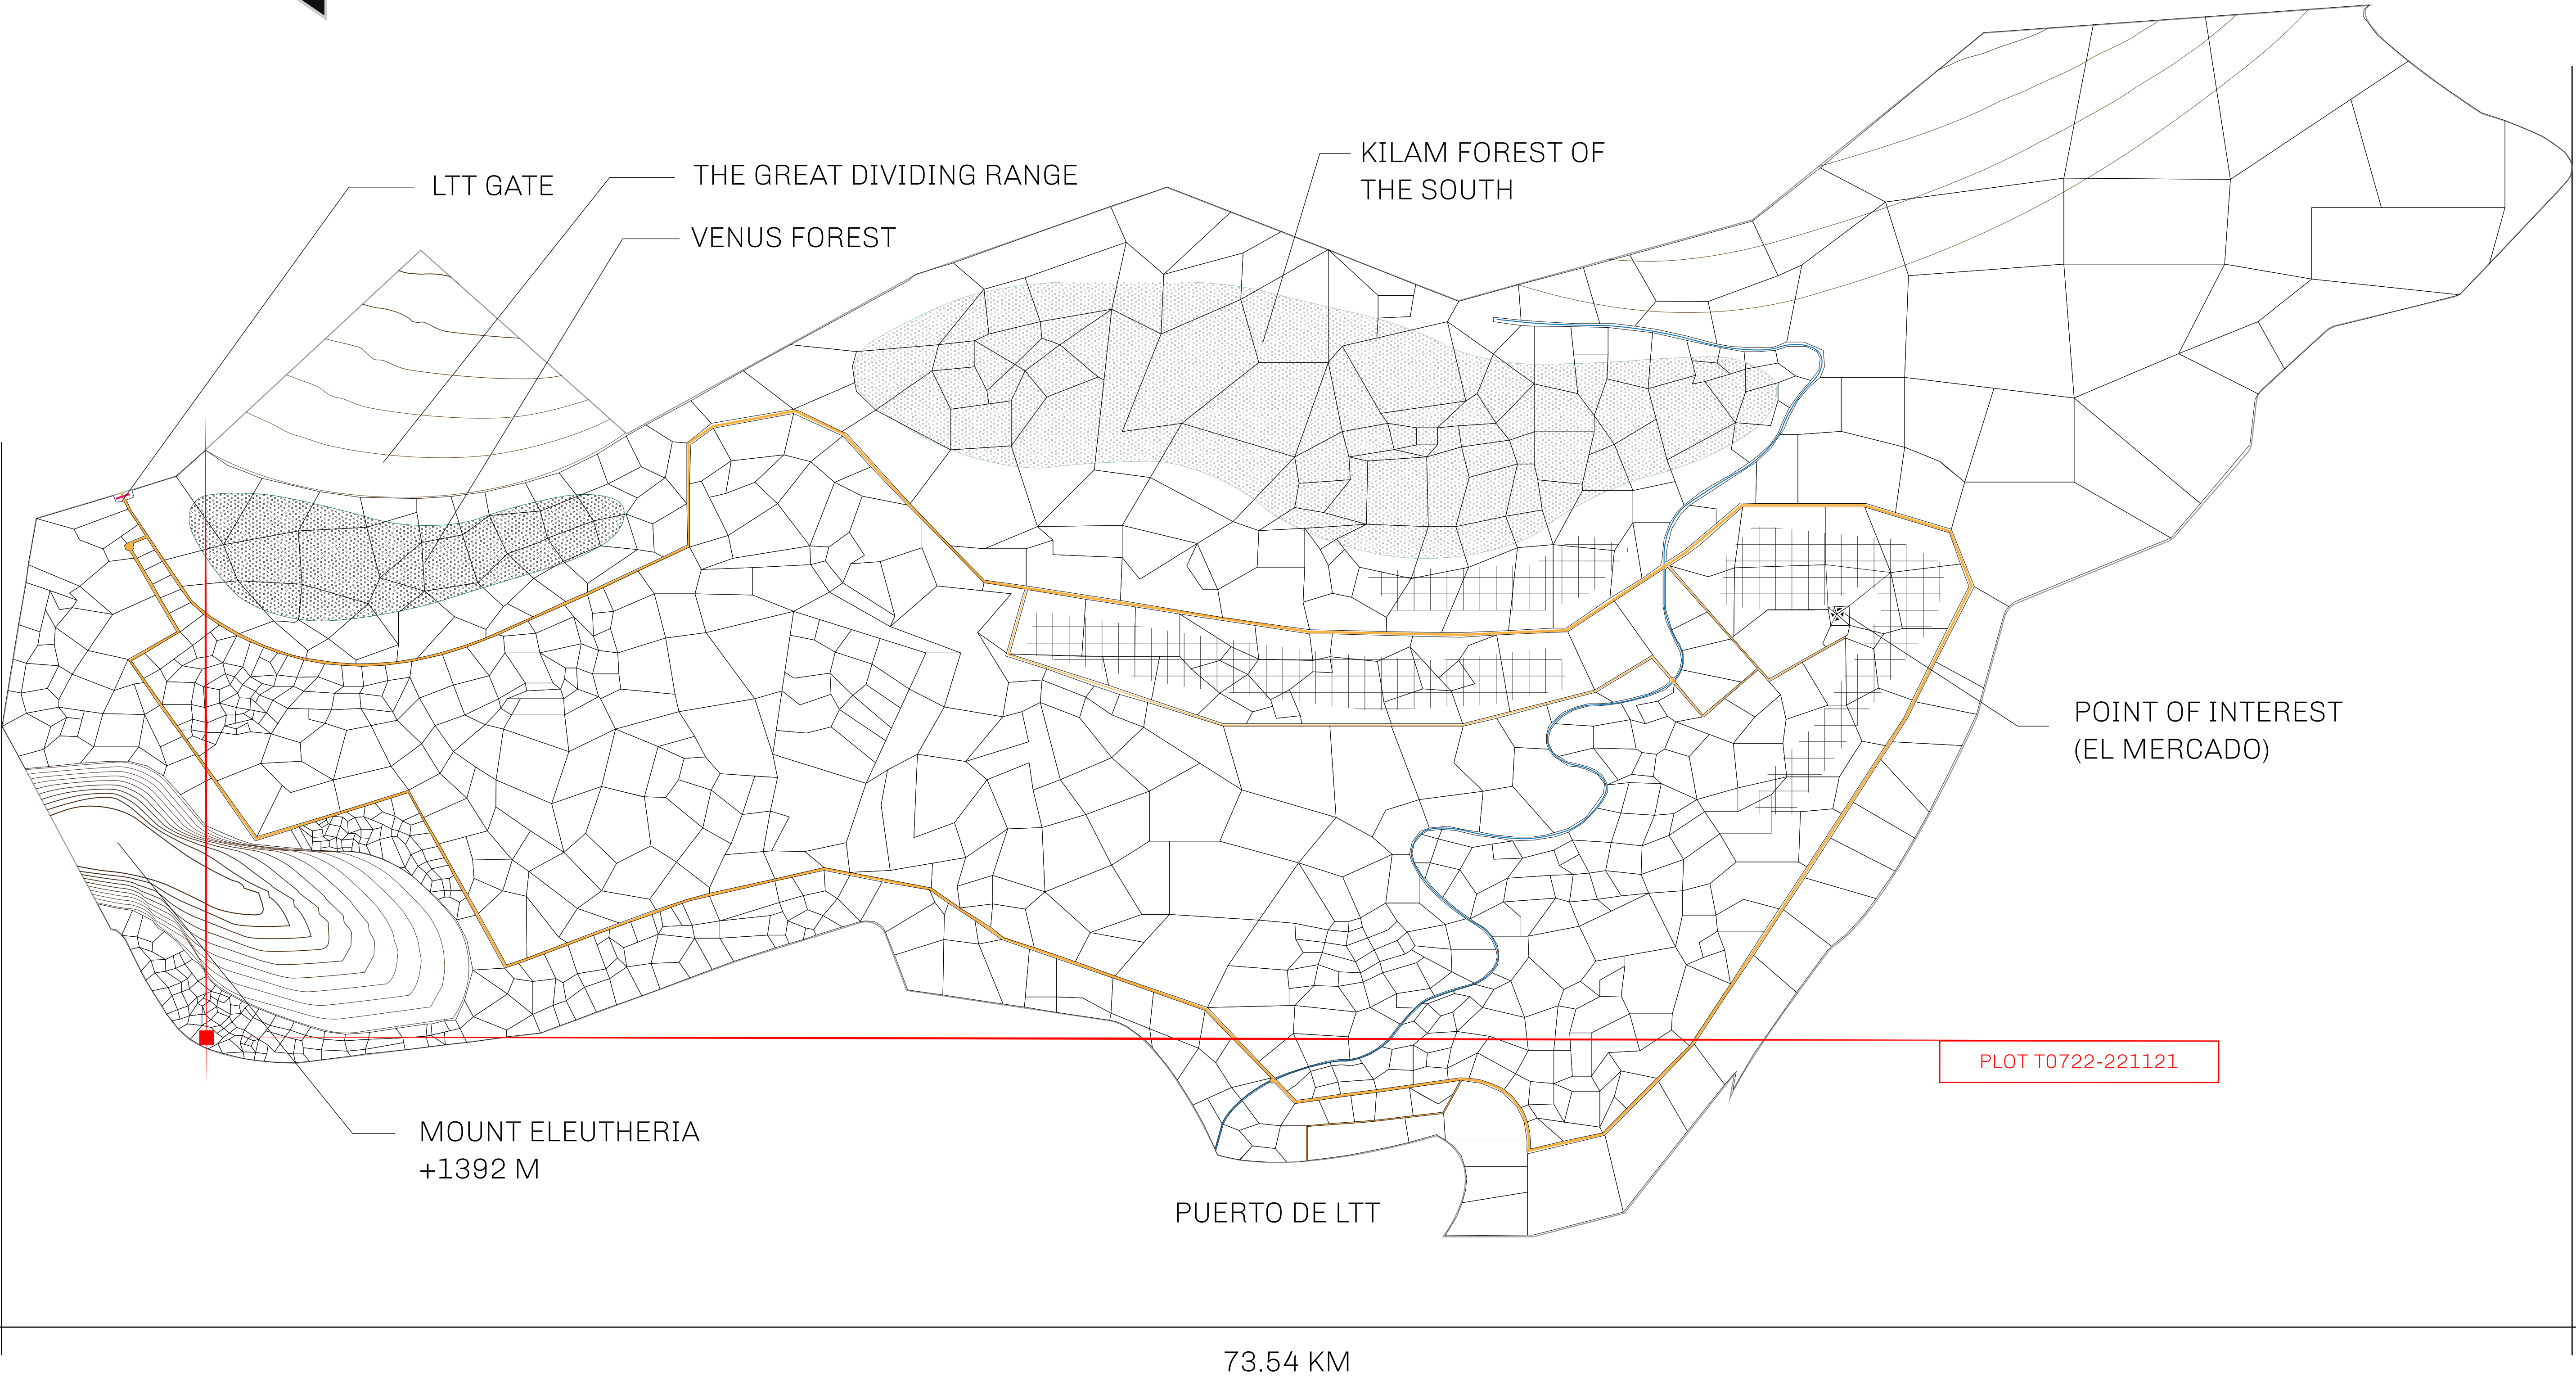 KILAM FOREST OF
THE SOUTH
LTT GATE
THE GREAT DIVIDING RANGE
VENUS FOREST
POINT OF INTEREST
(EL MERCADO)
PLOT T0722-221121
MOUNT ELEUTHERIA
+1392 M
PUERTO DE LTT
73.54 KM